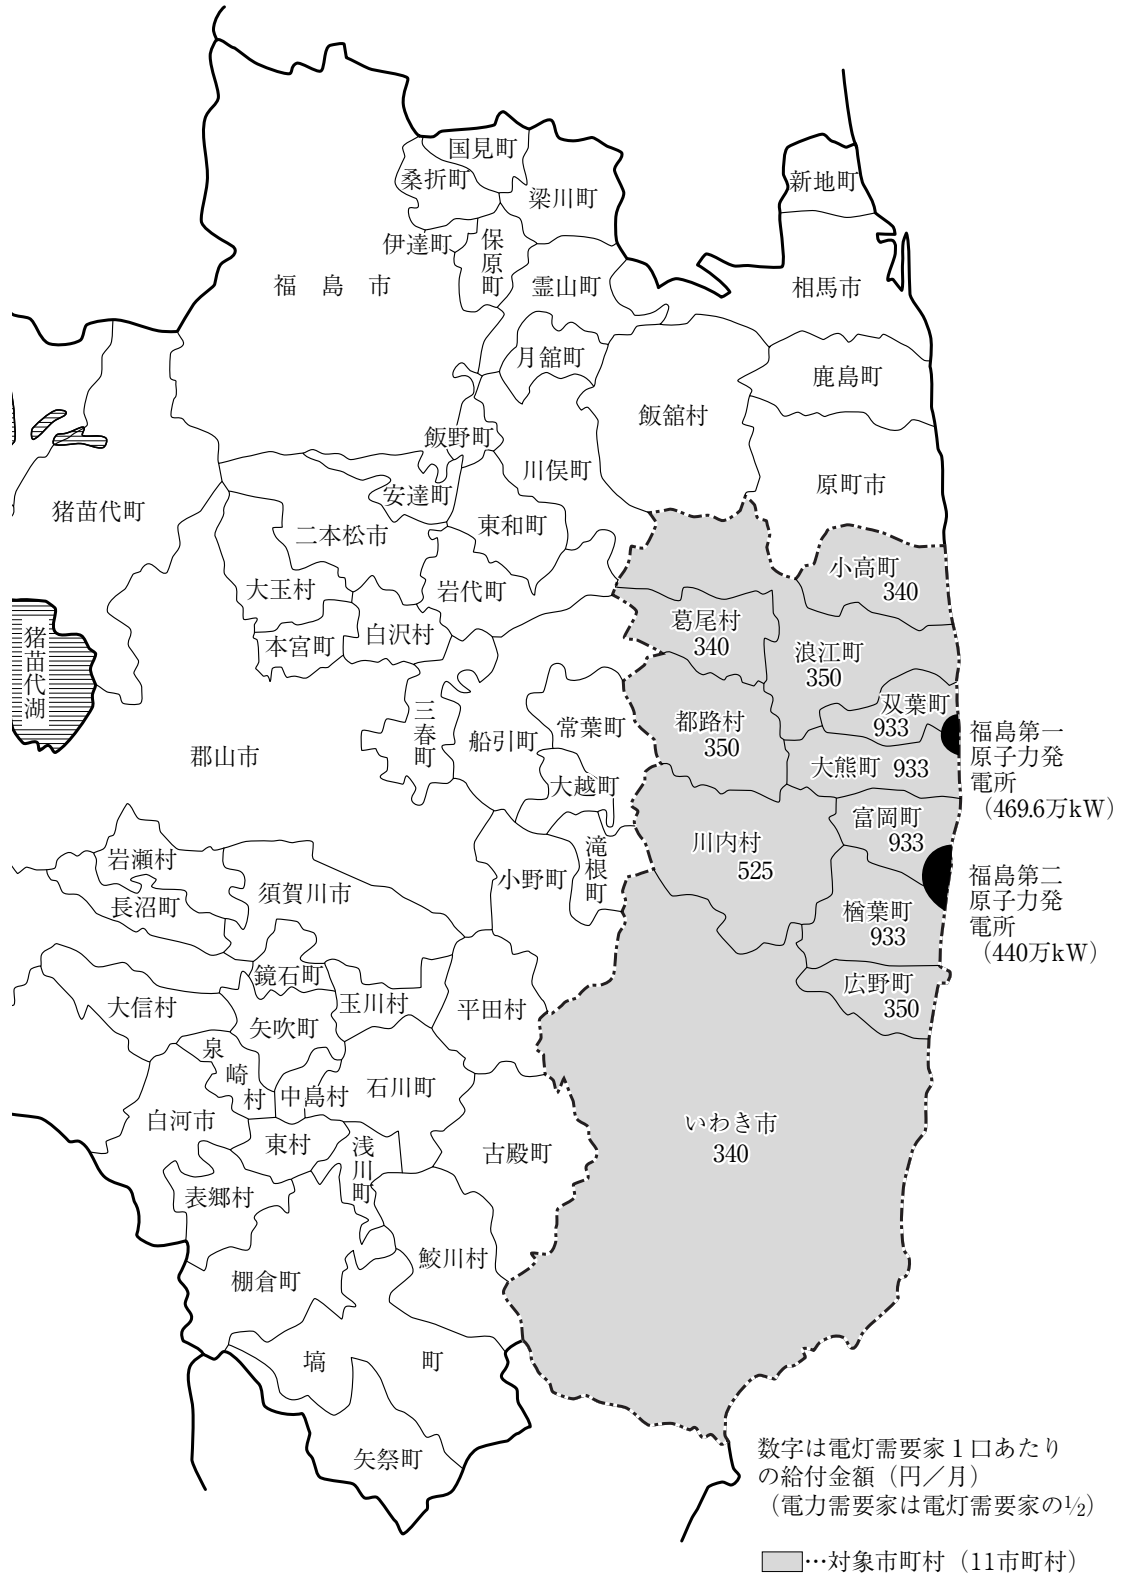 国見町
桑折町
梁川町
新地町
伊達町
保原町
福島市
霊山町
相馬市
月舘町
鹿島町
飯舘村
飯野町
川俣町
原町市
猪苗代町
安達町
二本松市
東和町
大玉村
岩代町
小高町
340
葛尾村
340
猪苗代湖
本宮町
白沢村
浪江町
350
双葉町
933
三春町
船引町
常葉町
都路村
350
福島第一
原子力発
電所
（469.6万kW）
郡山市
大越町
大熊町 933
富岡町
933
岩瀬村
長沼町
須賀川市
小野町
滝根町
川内村
525
福島第二
原子力発
電所
（440万kW）
楢葉町
933
鏡石町
大信村
玉川村
平田村
広野町
350
矢吹町
泉崎村
中島村
石川町
白河市
東村
浅川町
古殿町
いわき市
340
表郷村
鮫川村
棚倉町
塙町
矢祭町
数字は電灯需要家１口あたり
の給付金額（円／月）
（電力需要家は電灯需要家の1/2）
…対象市町村（11市町村）